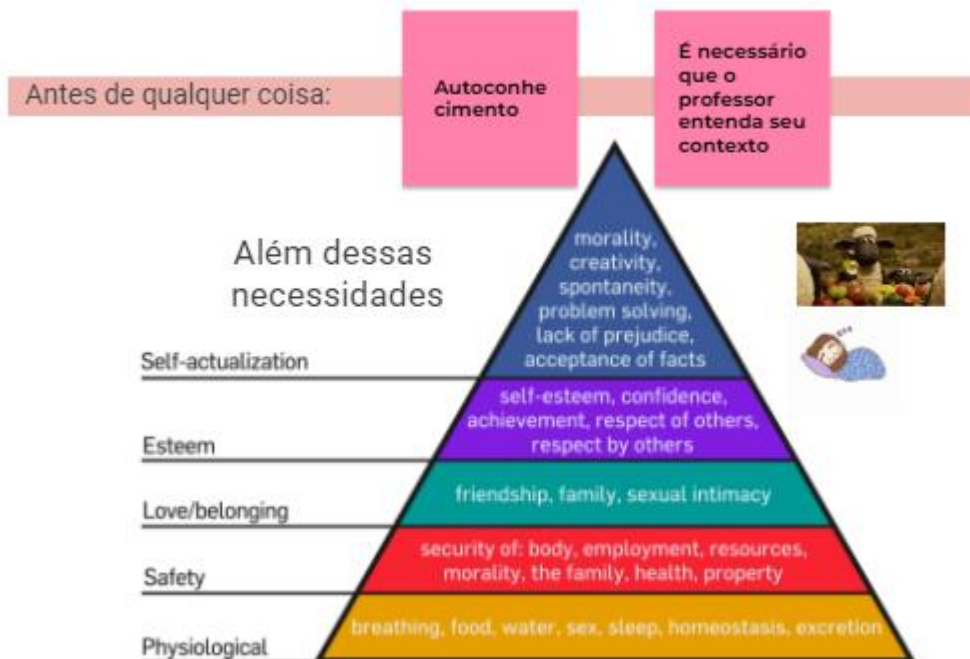 Antes de qualquer coisa:
Autoconhe
cimento
É necessário
que o
professor
entenda seu
contexto
Além dessas
necessidades
morality,
creativity,
spontaneity,
problem solving,
lack of prejudice,
acceptance of facts
Self-actualization
self-esteem, confidence,
achievement, respect of others,
respect by others
Esteem
friendship, family, sexual intimacy
Love/belonging
security of: body, employment, resources,
morality, the family, health, property
Safety
breathing, food, water, sex, sleep, homeostasis, excretion
Physiological